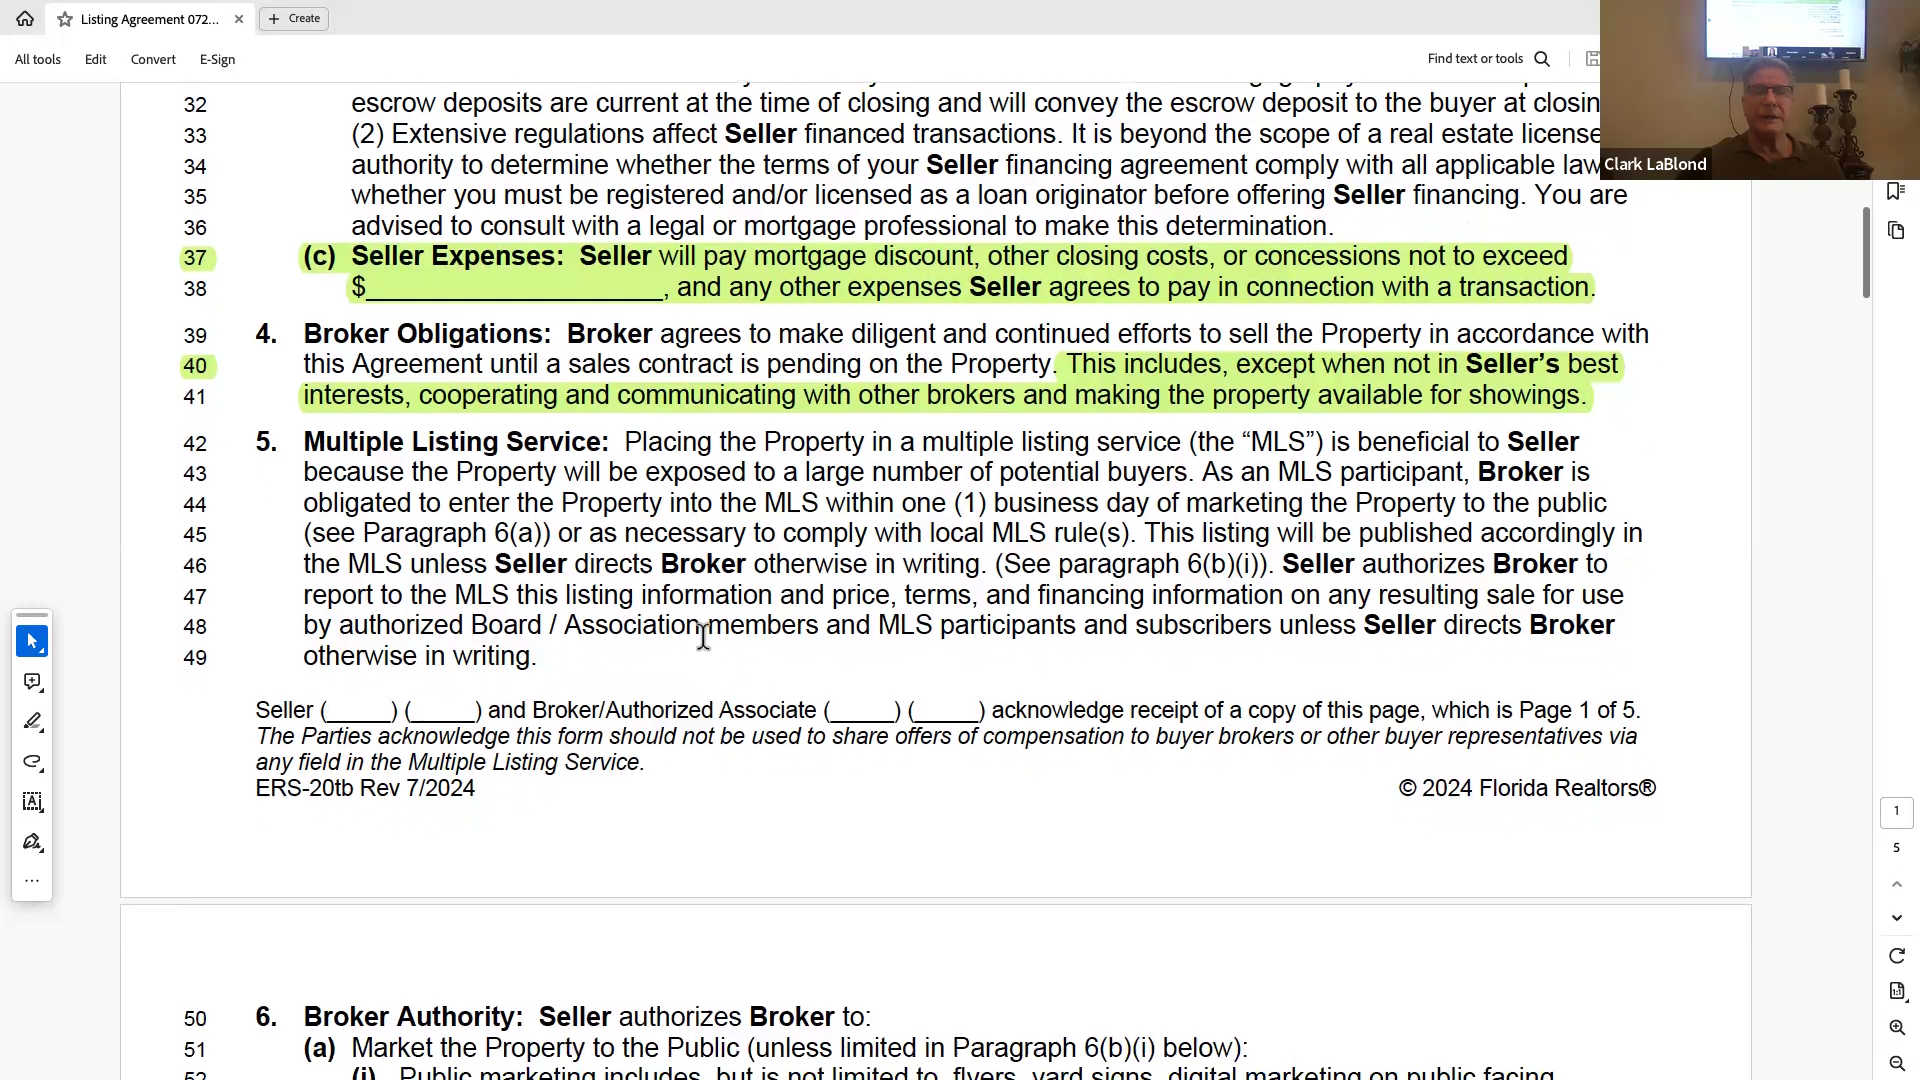 Listing Agreement 072...
Create
All tools
Edit
Convert
E-Sign
Find text or tools
Clark LaBlond
32 escrow deposits are current at the time of closing and will convey the escrow deposit to the buyer at closin
33 (2) Extensive regulations affect Seller financed transactions. It is beyond the scope of a real estate license
34 authority to determine whether the terms of your Seller financing agreement comply with all applicable law
35 whether you must be registered and/or licensed as a loan originator before offering Seller financing. You are
36 advised to consult with a legal or mortgage professional to make this determination.
37 (c) Seller Expenses: Seller will pay mortgage discount, other closing costs, or concessions not to exceed
38 $_____________________, and any other expenses Seller agrees to pay in connection with a transaction.
39 4. Broker Obligations: Broker agrees to make diligent and continued efforts to sell the Property in accordance with
40 this Agreement until a sales contract is pending on the Property. This includes, except when not in Seller’s best
41 interests, cooperating and communicating with other brokers and making the property available for showings.
42 5. Multiple Listing Service: Placing the Property in a multiple listing service (the “MLS”) is beneficial to Seller
43 because the Property will be exposed to a large number of potential buyers. As an MLS participant, Broker is
44 obligated to enter the Property into the MLS within one (1) business day of marketing the Property to the public
45 (see Paragraph 6(a)) or as necessary to comply with local MLS rule(s). This listing will be published accordingly in
46 the MLS unless Seller directs Broker otherwise in writing. (See paragraph 6(b)(i)). Seller authorizes Broker to
47 report to the MLS this listing information and price, terms, and financing information on any resulting sale for use
48 by authorized Board / Association members and MLS participants and subscribers unless Seller directs Broker
49 otherwise in writing.
Seller (_____) (_____) and Broker/Authorized Associate (_____) (_____) acknowledge receipt of a copy of this page, which is Page 1 of 5.
The Parties acknowledge this form should not be used to share offers of compensation to buyer brokers or other buyer representatives via
any field in the Multiple Listing Service.
ERS-20tb Rev 7/2024 © 2024 Florida Realtors®
1
5
50 6. Broker Authority: Seller authorizes Broker to:
51 (a) Market the Property to the Public (unless limited in Paragraph 6(b)(i) below):
52 (i) Public marketing includes, but is not limited to, flyers, yard signs, digital marketing on public facing